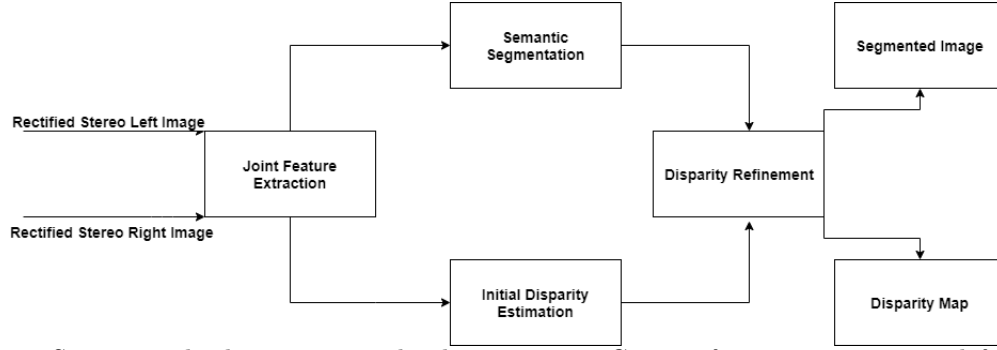 Semantic
Segmentation
Segmented Image
Rectified Stereo Left Image
Joint Feature
Extraction
Disparity Refinement
Rectified Stereo Right Image
Initial Disparity
Estimation
Disparity Map